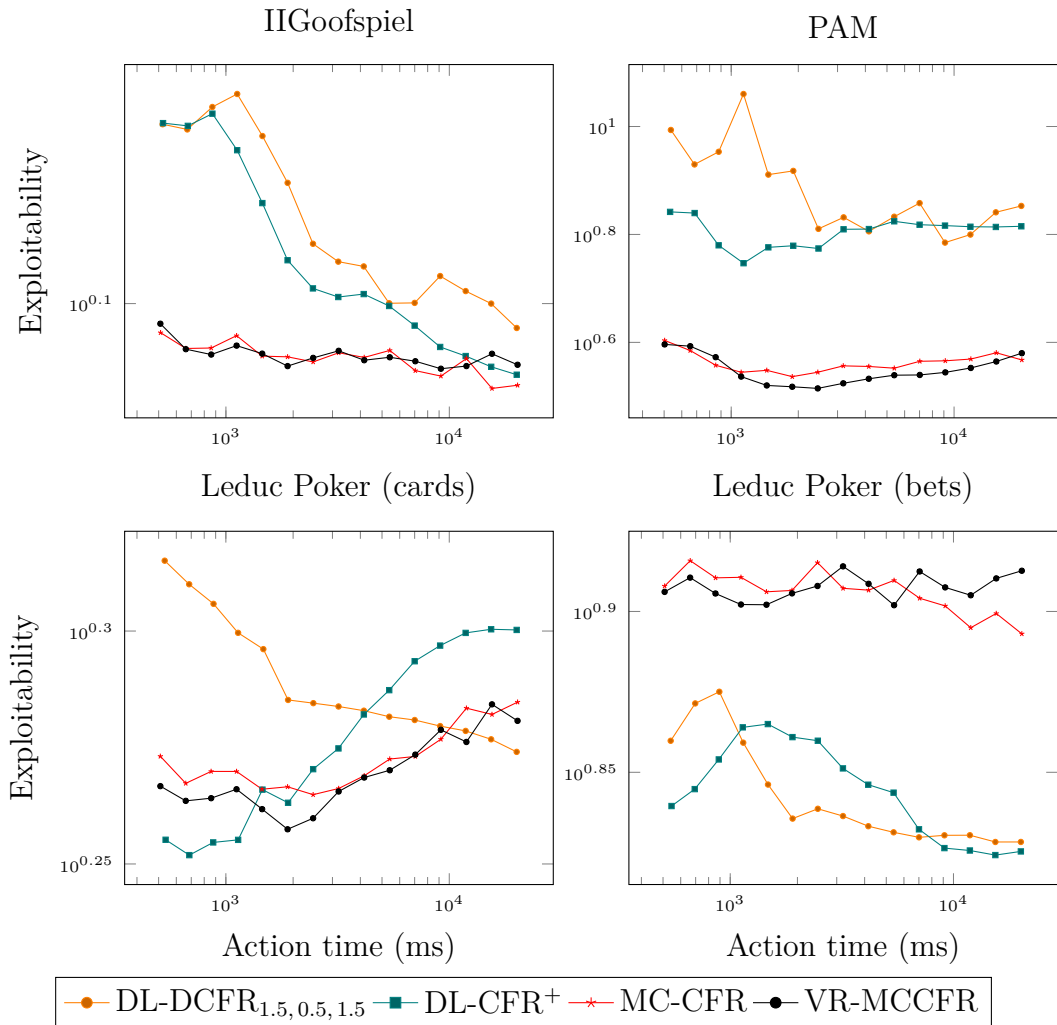 IIGoofspiel PAM
Exploitability
10^0.1
10^3 10^4
10^1
10^0.8
10^0.6
10^3 10^4
Leduc Poker (cards) Leduc Poker (bets)
Exploitability
10^0.3
10^0.25
10^3 10^4
Action time (ms)
10^0.9
10^0.85
10^3 10^4
Action time (ms)
DL-DCFR1.5, 0.5, 1.5 DL-CFR+ MC-CFR VR-MCCFR